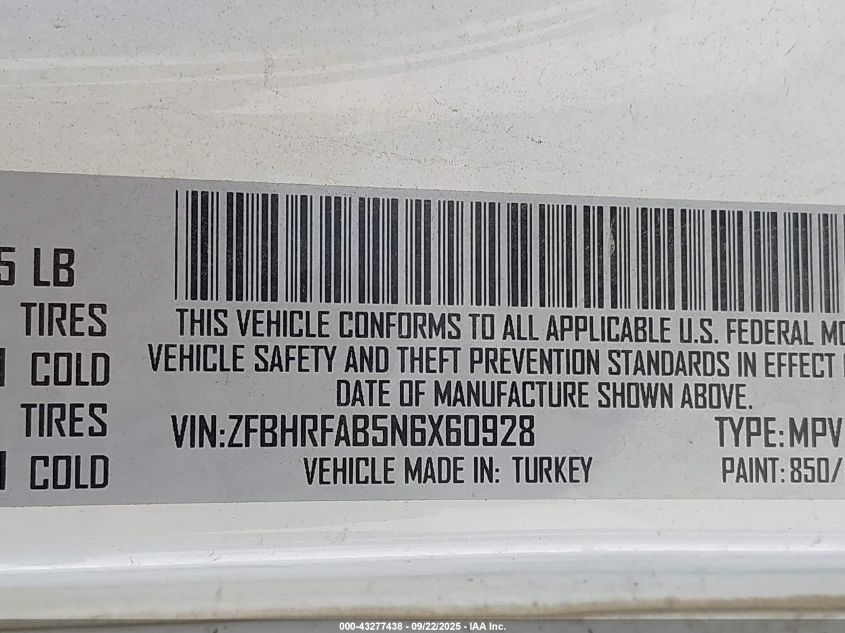 5 LB
TIRES
COLD
TIRES
COLD
THIS VEHICLE CONFORMS TO ALL APPLICABLE U.S. FEDERAL MO
VEHICLE SAFETY AND THEFT PREVENTION STANDARDS IN EFFECT
DATE OF MANUFACTURE SHOWN ABOVE.
VIN:ZFBHRFAB5N6X60928 TYPE:MPV
VEHICLE MADE IN: TURKEY PAINT: 850/
000-43277438 - 09/22/2025 - IAA Inc.